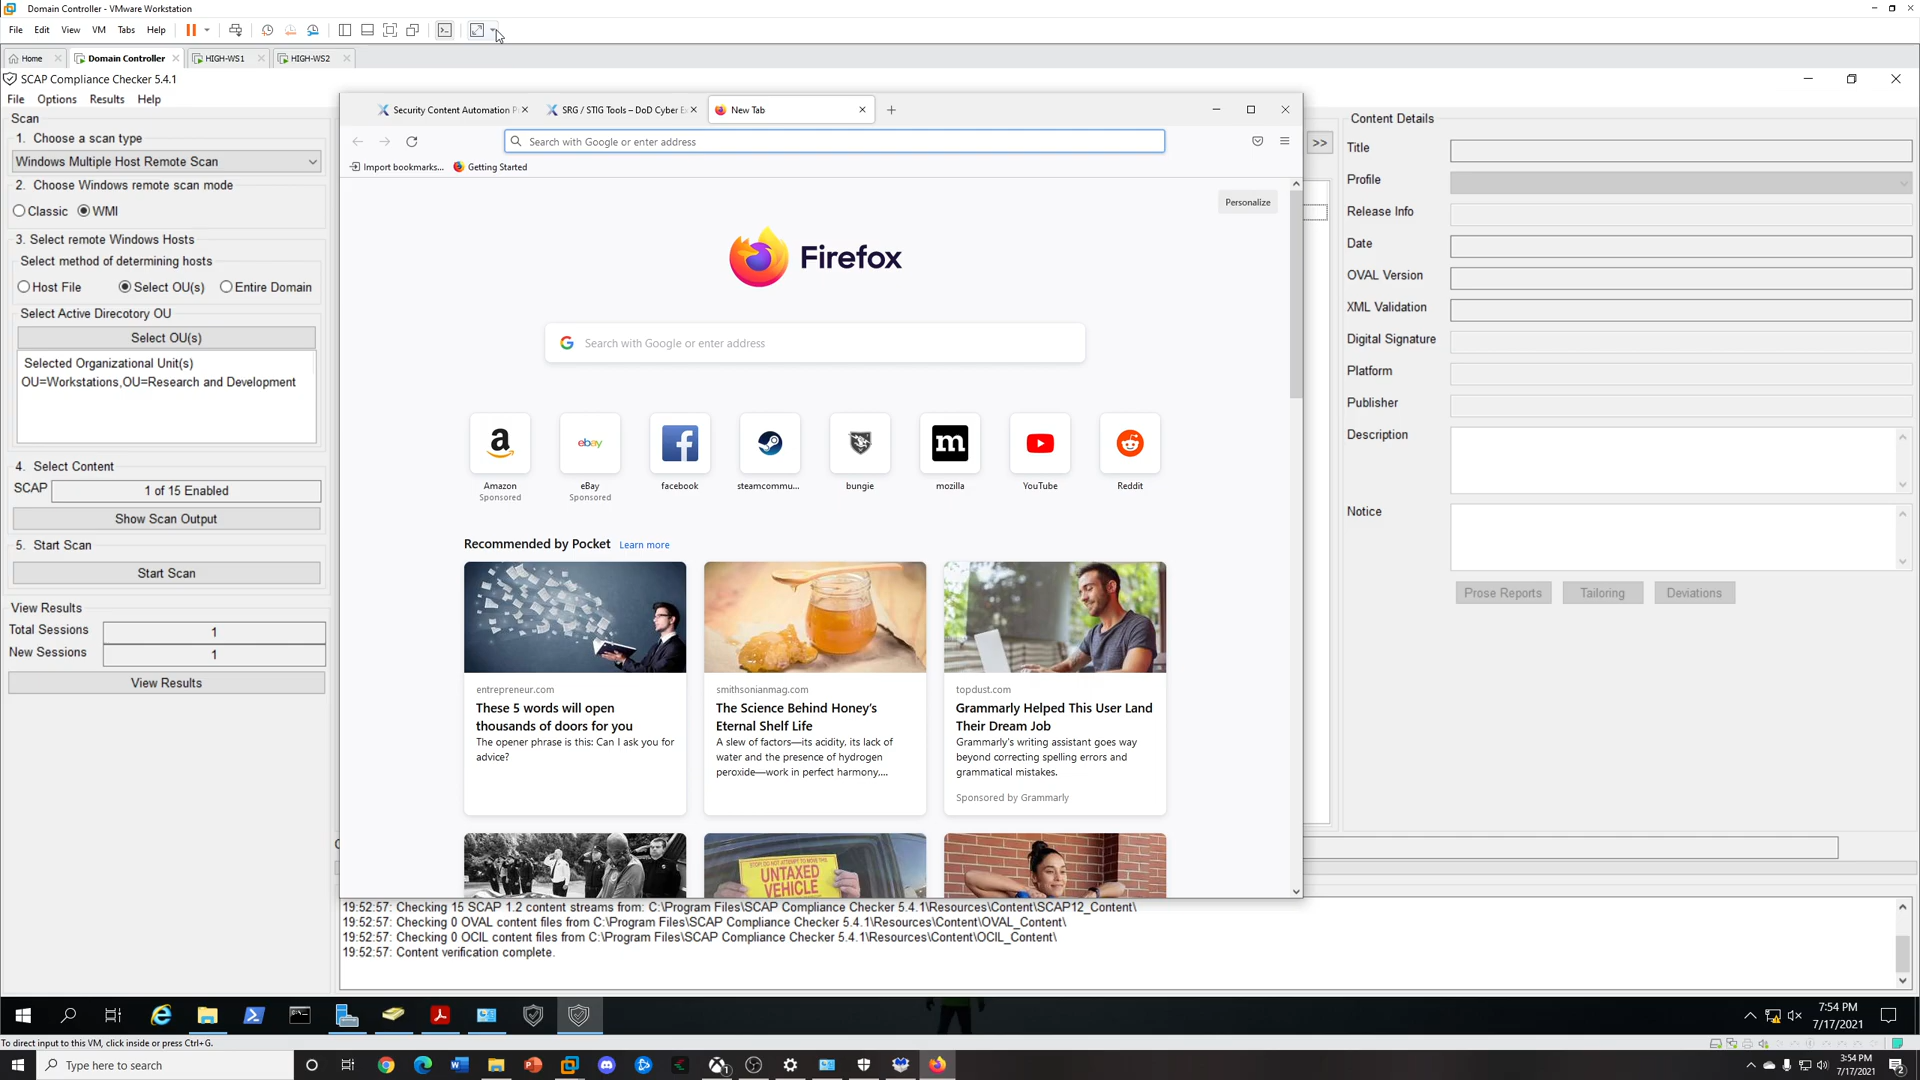 Domain Controller - VMware Workstation
File Edit View VM Tabs Help
Home Domain Controller HIGH-WS1 HIGH-WS2
SCAP Compliance Checker 5.4.1
File Options Results Help
Scan
1. Choose a scan type
Windows Multiple Host Remote Scan
2. Choose Windows remote scan mode
Classic WMI
3. Select remote Windows Hosts
Select method of determining hosts
Host File Select OU(s) Entire Domain
Select Active Direcotory OU
Select OU(s)
Selected Organizational Unit(s)
OU=Workstations,OU=Research and Development
4. Select Content
SCAP 1 of 15 Enabled
Show Scan Output
5. Start Scan
Start Scan
View Results
Total Sessions 1
New Sessions 1
View Results
Security Content Automation P SRG / STIG Tools – DoD Cyber E New Tab
Search with Google or enter address
Import bookmarks... Getting Started
Personalize
Firefox
Search with Google or enter address
Amazon
Sponsored
eBay
Sponsored
facebook
steamcommu...
bungie
mozilla
YouTube
Reddit
Recommended by Pocket Learn more
entrepreneur.com
These 5 words will open
thousands of doors for you
The opener phrase is this: Can I ask you for
advice?
smithsonianmag.com
The Science Behind Honey's
Eternal Shelf Life
A slew of factors—its acidity, its lack of
water and the presence of hydrogen
peroxide—work in perfect harmony,...
topdust.com
Grammarly Helped This User Land
Their Dream Job
Grammarly's writing assistant goes way
beyond correcting spelling errors and
grammatical mistakes.
Sponsored by Grammarly
UNTAXED
VEHICLE
>>
Content Details
Title
Profile
Release Info
Date
OVAL Version
XML Validation
Digital Signature
Platform
Publisher
Description
Notice
Prose Reports Tailoring Deviations
19:52:57: Checking 15 SCAP 1.2 content streams from: C:\Program Files\SCAP Compliance Checker 5.4.1\Resources\Content\SCAP12_Content\
19:52:57: Checking 0 OVAL content files from C:\Program Files\SCAP Compliance Checker 5.4.1\Resources\Content\OVAL_Content\
19:52:57: Checking 0 OCIL content files from C:\Program Files\SCAP Compliance Checker 5.4.1\Resources\Content\OCIL_Content\
19:52:57: Content verification complete.
7:54 PM
7/17/2021
To direct input to this VM, click inside or press Ctrl+G.
Type here to search
3:54 PM
7/17/2021